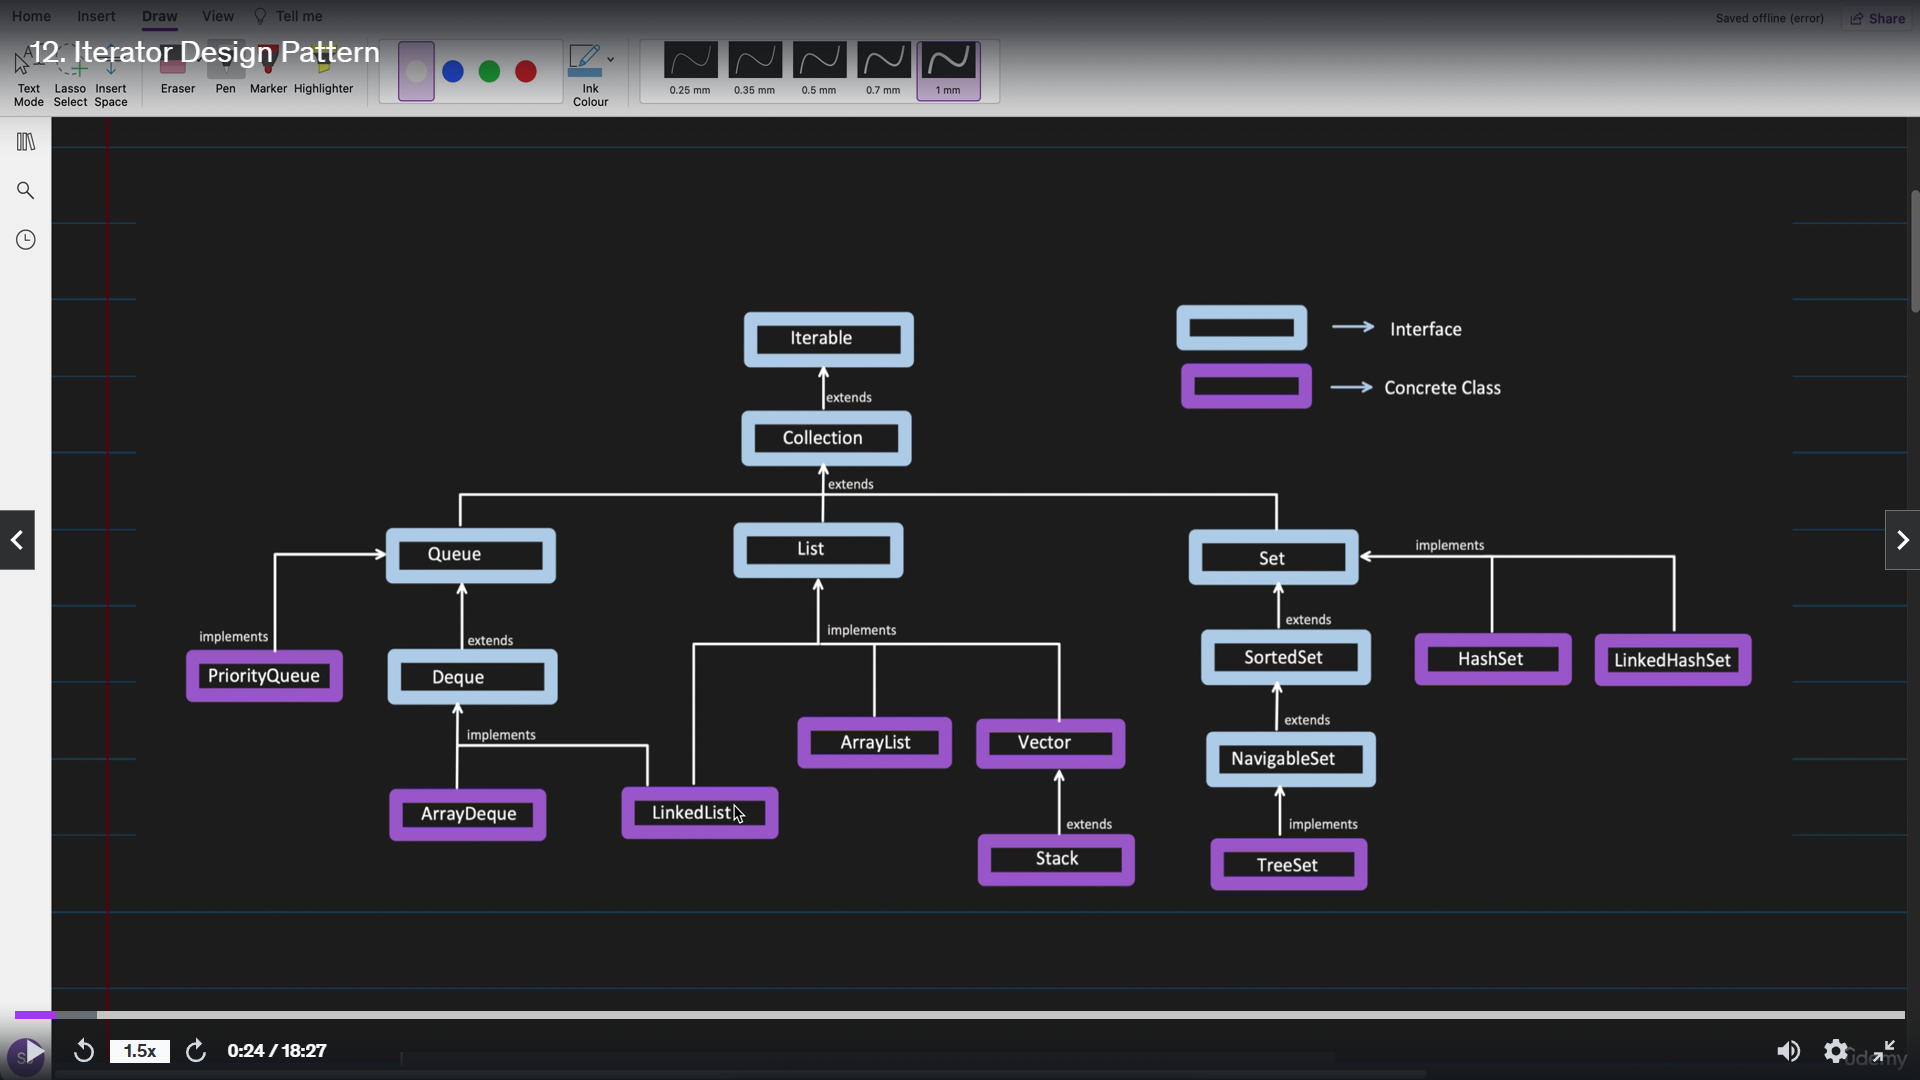 Home Insert Draw View Tell me
Saved offline (error) Share
12. Iterator Design Pattern
Text Mode
Lasso Select
Insert Space
Eraser
Pen
Marker
Highlighter
Ink Colour
0.25 mm
0.35 mm
0.5 mm
0.7 mm
1 mm
Iterable
Interface
extends
Concrete Class
Collection
extends
Queue
List
Set
implements
implements
extends
implements
extends
PriorityQueue
Deque
SortedSet
HashSet
LinkedHashSet
implements
extends
ArrayList
Vector
NavigableSet
ArrayDeque
LinkedList
extends
implements
Stack
TreeSet
1.5x
0:24 / 18:27
udemy